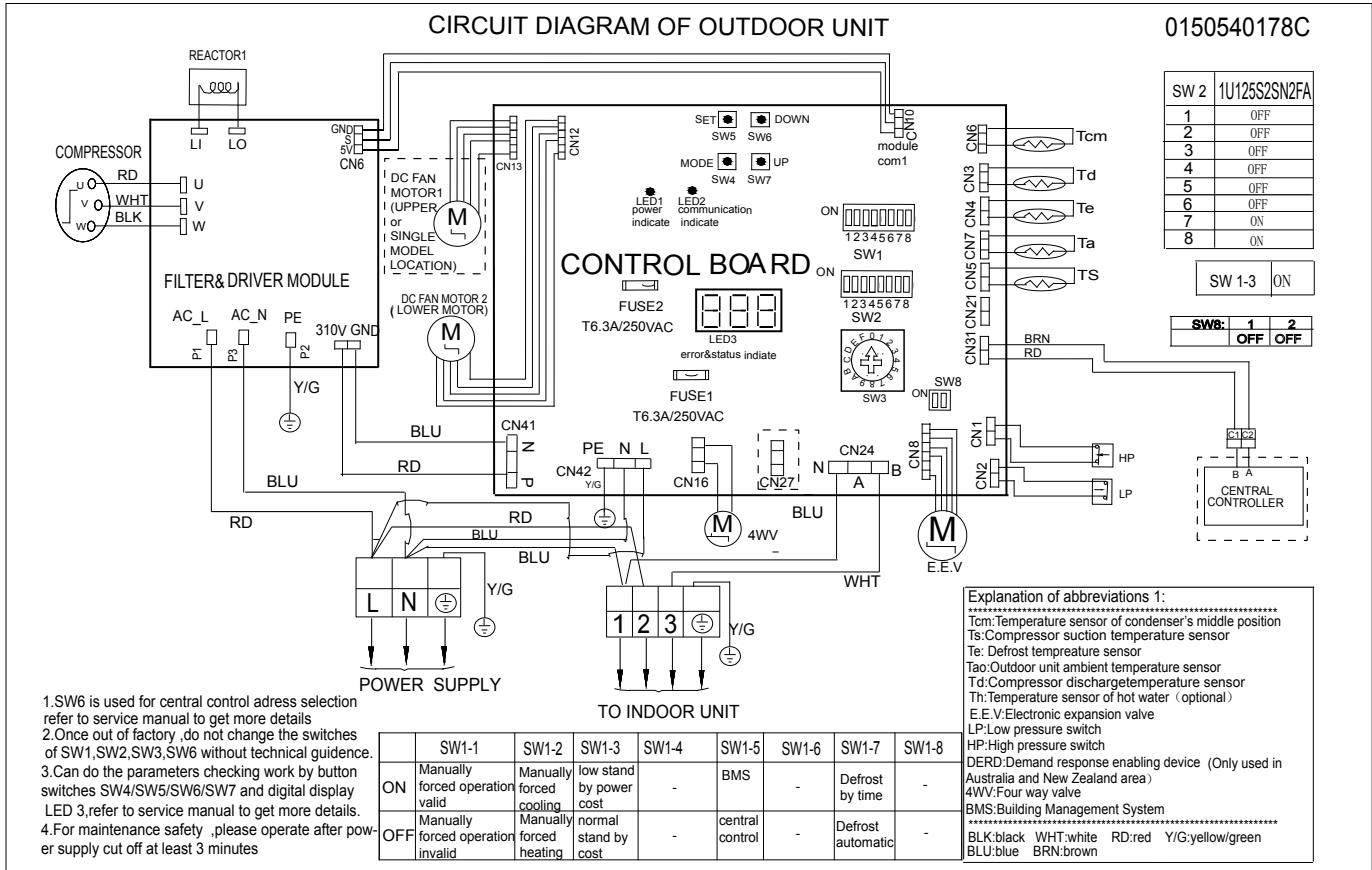 CIRCUIT DIAGRAM OF OUTDOOR UNIT
0150540178C
REACTOR1
LI LO
COMPRESSOR
U
V
W
RD
WHT
BLK
U
V
W
GND
S
5V
CN6
FILTER& DRIVER MODULE
AC_L AC_N PE
310V GND
P1
P3
P2
Y/G
DC FAN
MOTOR1
(UPPER
or
SINGLE
MODEL
LOCATION)
M
CN13
CN12
DC FAN MOTOR 2
( LOWER MOTOR)
M
SET DOWN
SW5 SW6
MODE UP
SW4 SW7
LED1 LED2
power communication
indicate indicate
CN10
module
com1
ON
12345678
SW1
CONTROL BOARD
ON
12345678
SW2
FUSE2
T6.3A/250VAC
LED3
error&status indiate
FUSE1
T6.3A/250VAC
0123456789ABCDEF
SW3
SW8
ON
CN6 Tcm
CN3 Td
CN4 Te
CN7 Ta
CN5 TS
CN21
CN31
BRN
RD
CN1
HP
CN2
LP
C1 C2
B A
CENTRAL
CONTROLLER
SW 2 1U125S2SN2FA
1 OFF
2 OFF
3 OFF
4 OFF
5 OFF
6 OFF
7 ON
8 ON
SW 1-3 ON
SW8: 1 2
OFF OFF
CN41
N
P
BLU
RD
BLU
RD
PE N L
CN42
Y/G
CN16
M 4WV
CN27
CN24
N B
A
CN8
M
E.E.V
BLU
WHT
RD
BLU
BLU
L N
Y/G
POWER SUPPLY
1 2 3
Y/G
TO INDOOR UNIT
1.SW6 is used for central control adress selection
refer to service manual to get more details
2.Once out of factory ,do not change the switches
of SW1,SW2,SW3,SW6 without technical guidence.
3.Can do the parameters checking work by button
switches SW4/SW5/SW6/SW7 and digital display
LED 3,refer to service manual to get more details.
4.For maintenance safety ,please operate after pow-
er supply cut off at least 3 minutes
SW1-1 SW1-2 SW1-3 SW1-4 SW1-5 SW1-6 SW1-7 SW1-8
ON Manually forced operation valid Manually forced cooling low stand by power cost - BMS - Defrost by time -
OFF Manually forced operation invalid Manually forced heating normal stand by cost - central control - Defrost automatic -
Explanation of abbreviations 1:
Tcm:Temperature sensor of condenser's middle position
Ts:Compressor suction temperature sensor
Te: Defrost tempreature sensor
Tao:Outdoor unit ambient temperature sensor
Td:Compressor dischargetemperature sensor
Th:Temperature sensor of hot water（optional）
E.E.V:Electronic expansion valve
LP:Low pressure switch
HP:High pressure switch
DERD:Demand response enabling device (Only used in
Australia and New Zealand area）
4WV:Four way valve
BMS:Building Management System
BLK:black WHT:white RD:red Y/G:yellow/green
BLU:blue BRN:brown